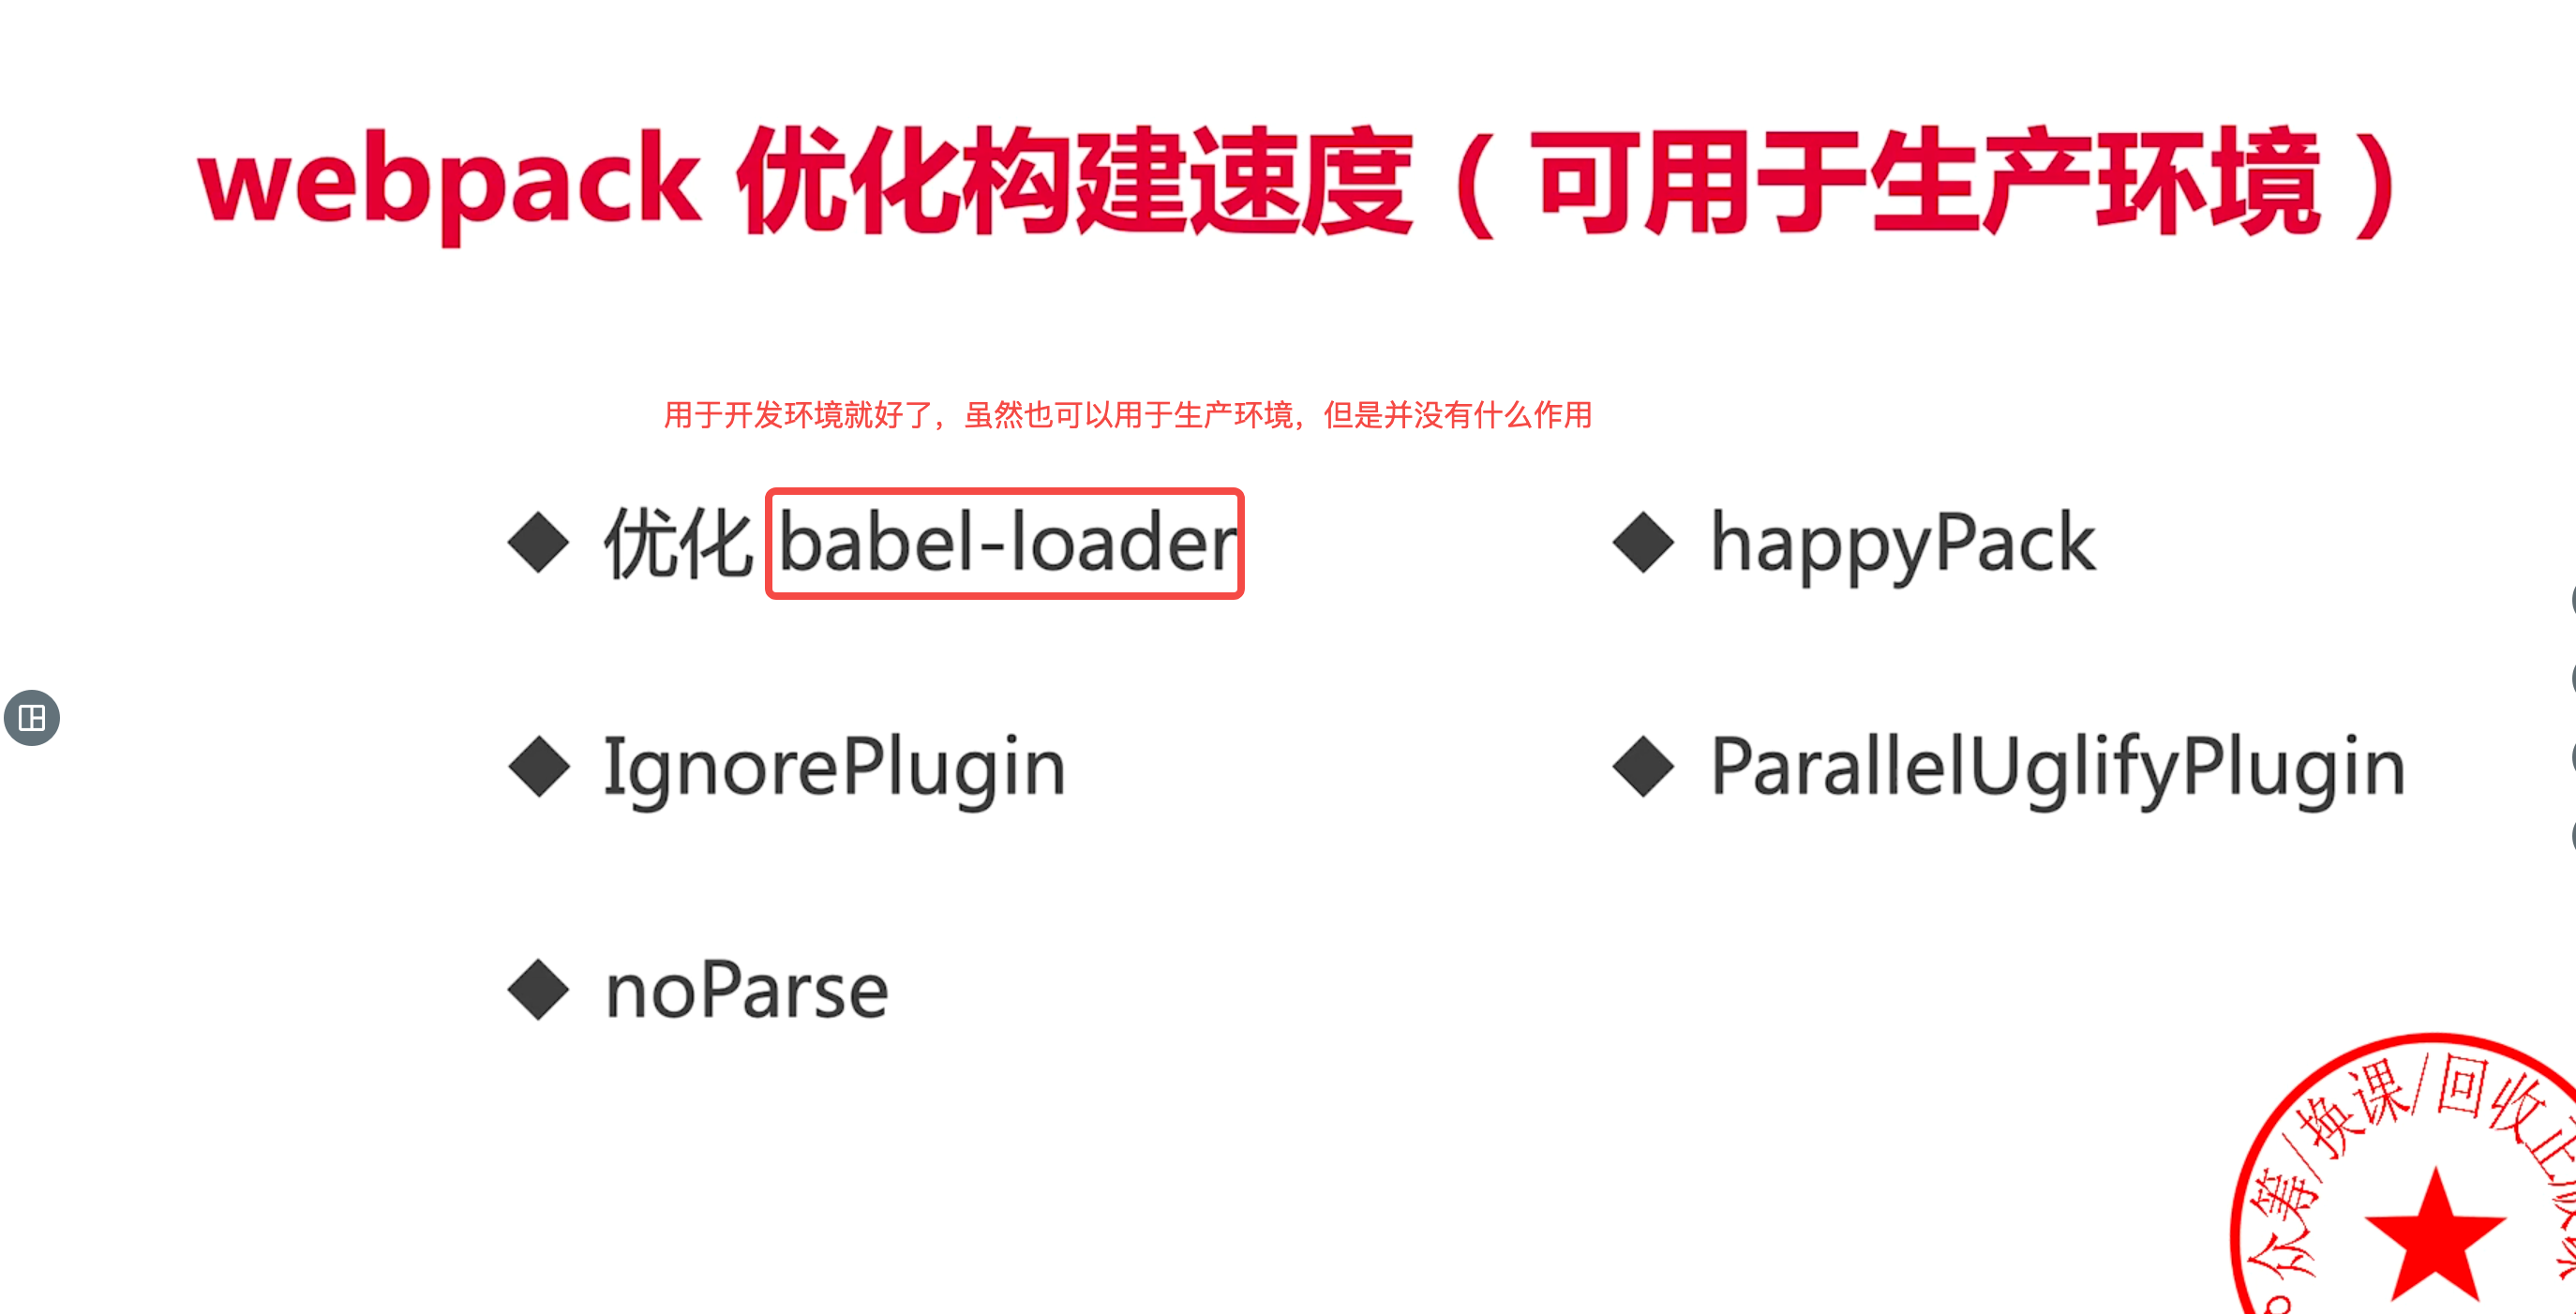 webpack 优化构建速度（可用于生产环境）
用于开发环境就好了，虽然也可以用于生产环境，但是并没有什么作用
◆ 优化 babel-loader
◆ happyPack
◆ IgnorePlugin
◆ ParallelUglifyPlugin
◆ noParse
众筹/换课/回收正版